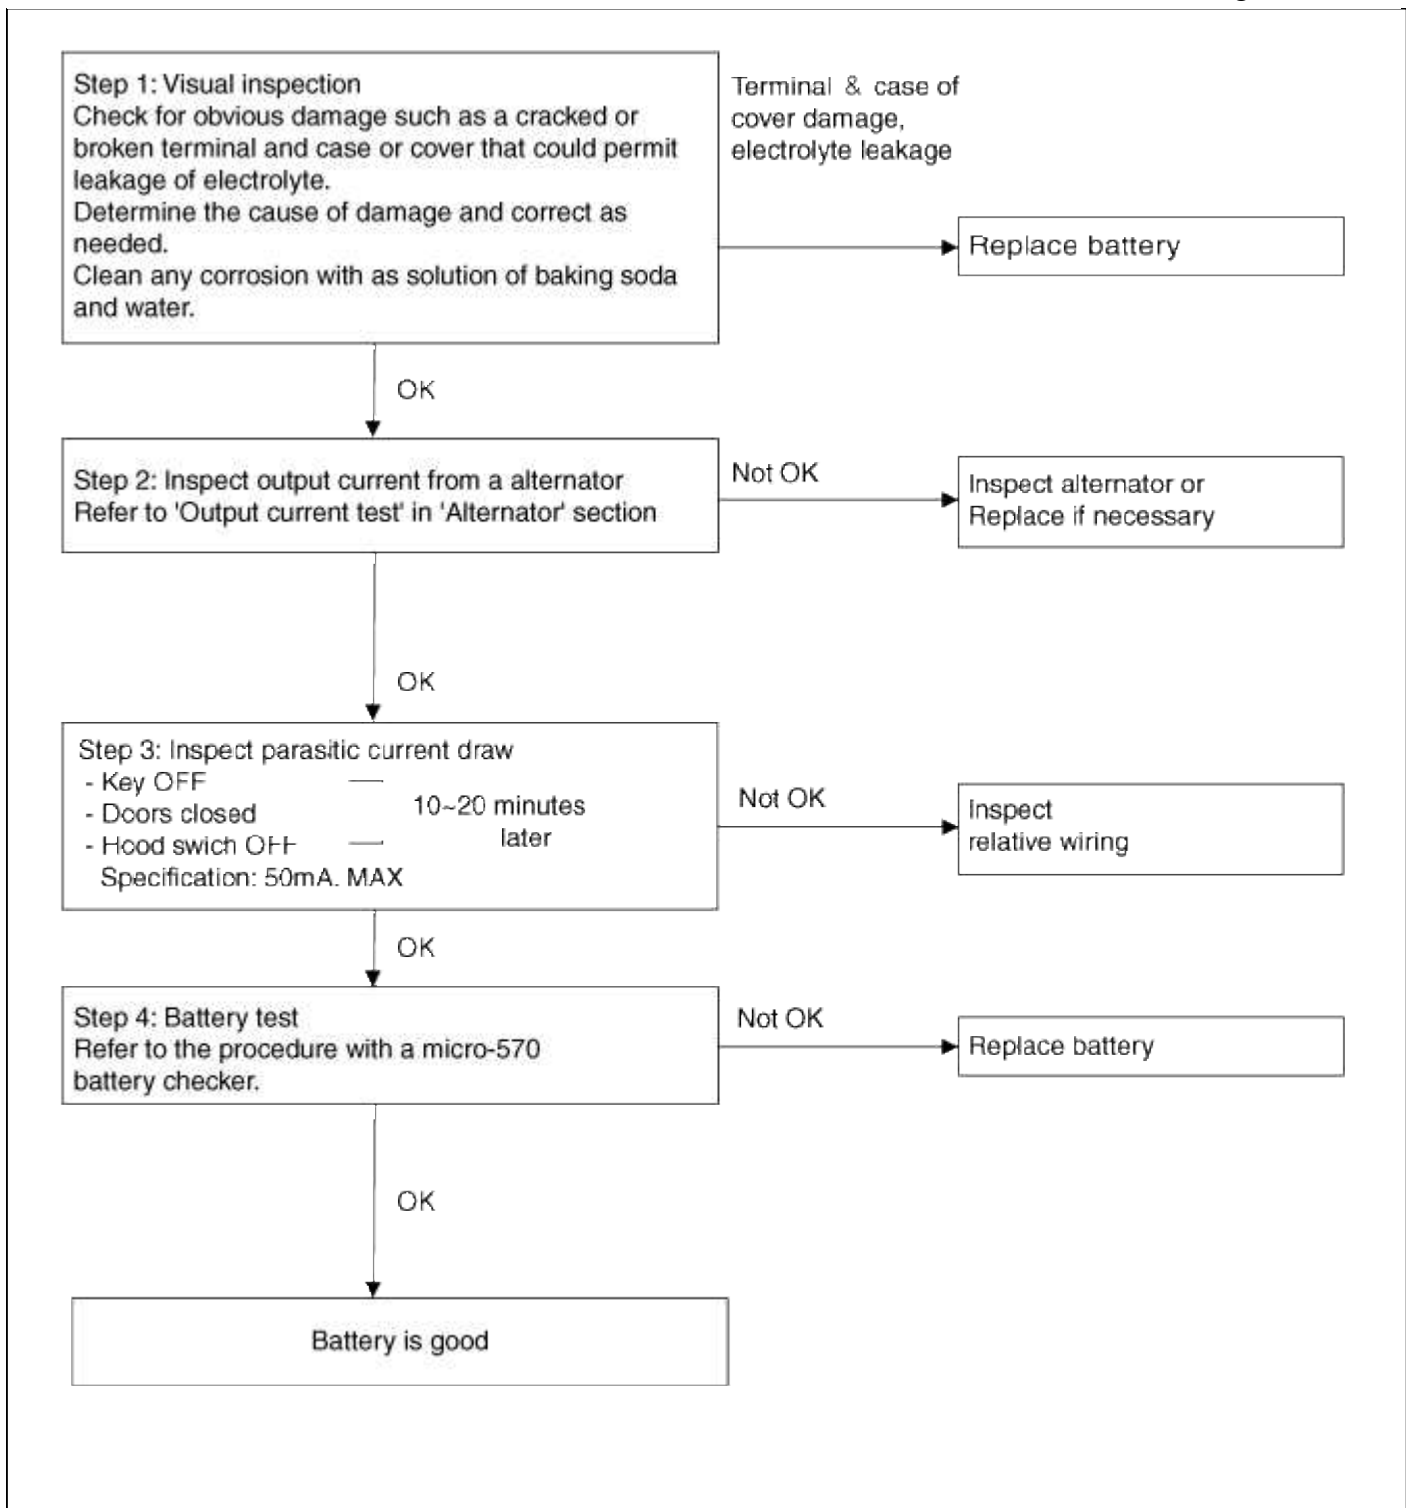 Step 1: Visual inspection
Check for obvious damage such as a cracked or
broken terminal and case or cover that could permit
leakage of electrolyte.
Determine the cause of damage and correct as
needed.
Clean any corrosion with as solution of baking soda
and water.
Terminal & case of
cover damage,
electrolyte leakage
Replace battery
OK
Step 2: Inspect output current from a alternator
Refer to 'Output current test' in 'Alternator' section
Not OK
Inspect alternator or
Replace if necessary
OK
Step 3: Inspect parasitic current draw
- Key OFF
- Doors closed
- Hood swich OFF
10~20 minutes
later
Specification: 50mA. MAX
Not OK
Inspect
relative wiring
OK
Step 4: Battery test
Refer to the procedure with a micro-570
battery checker.
Not OK
Replace battery
OK
Battery is good